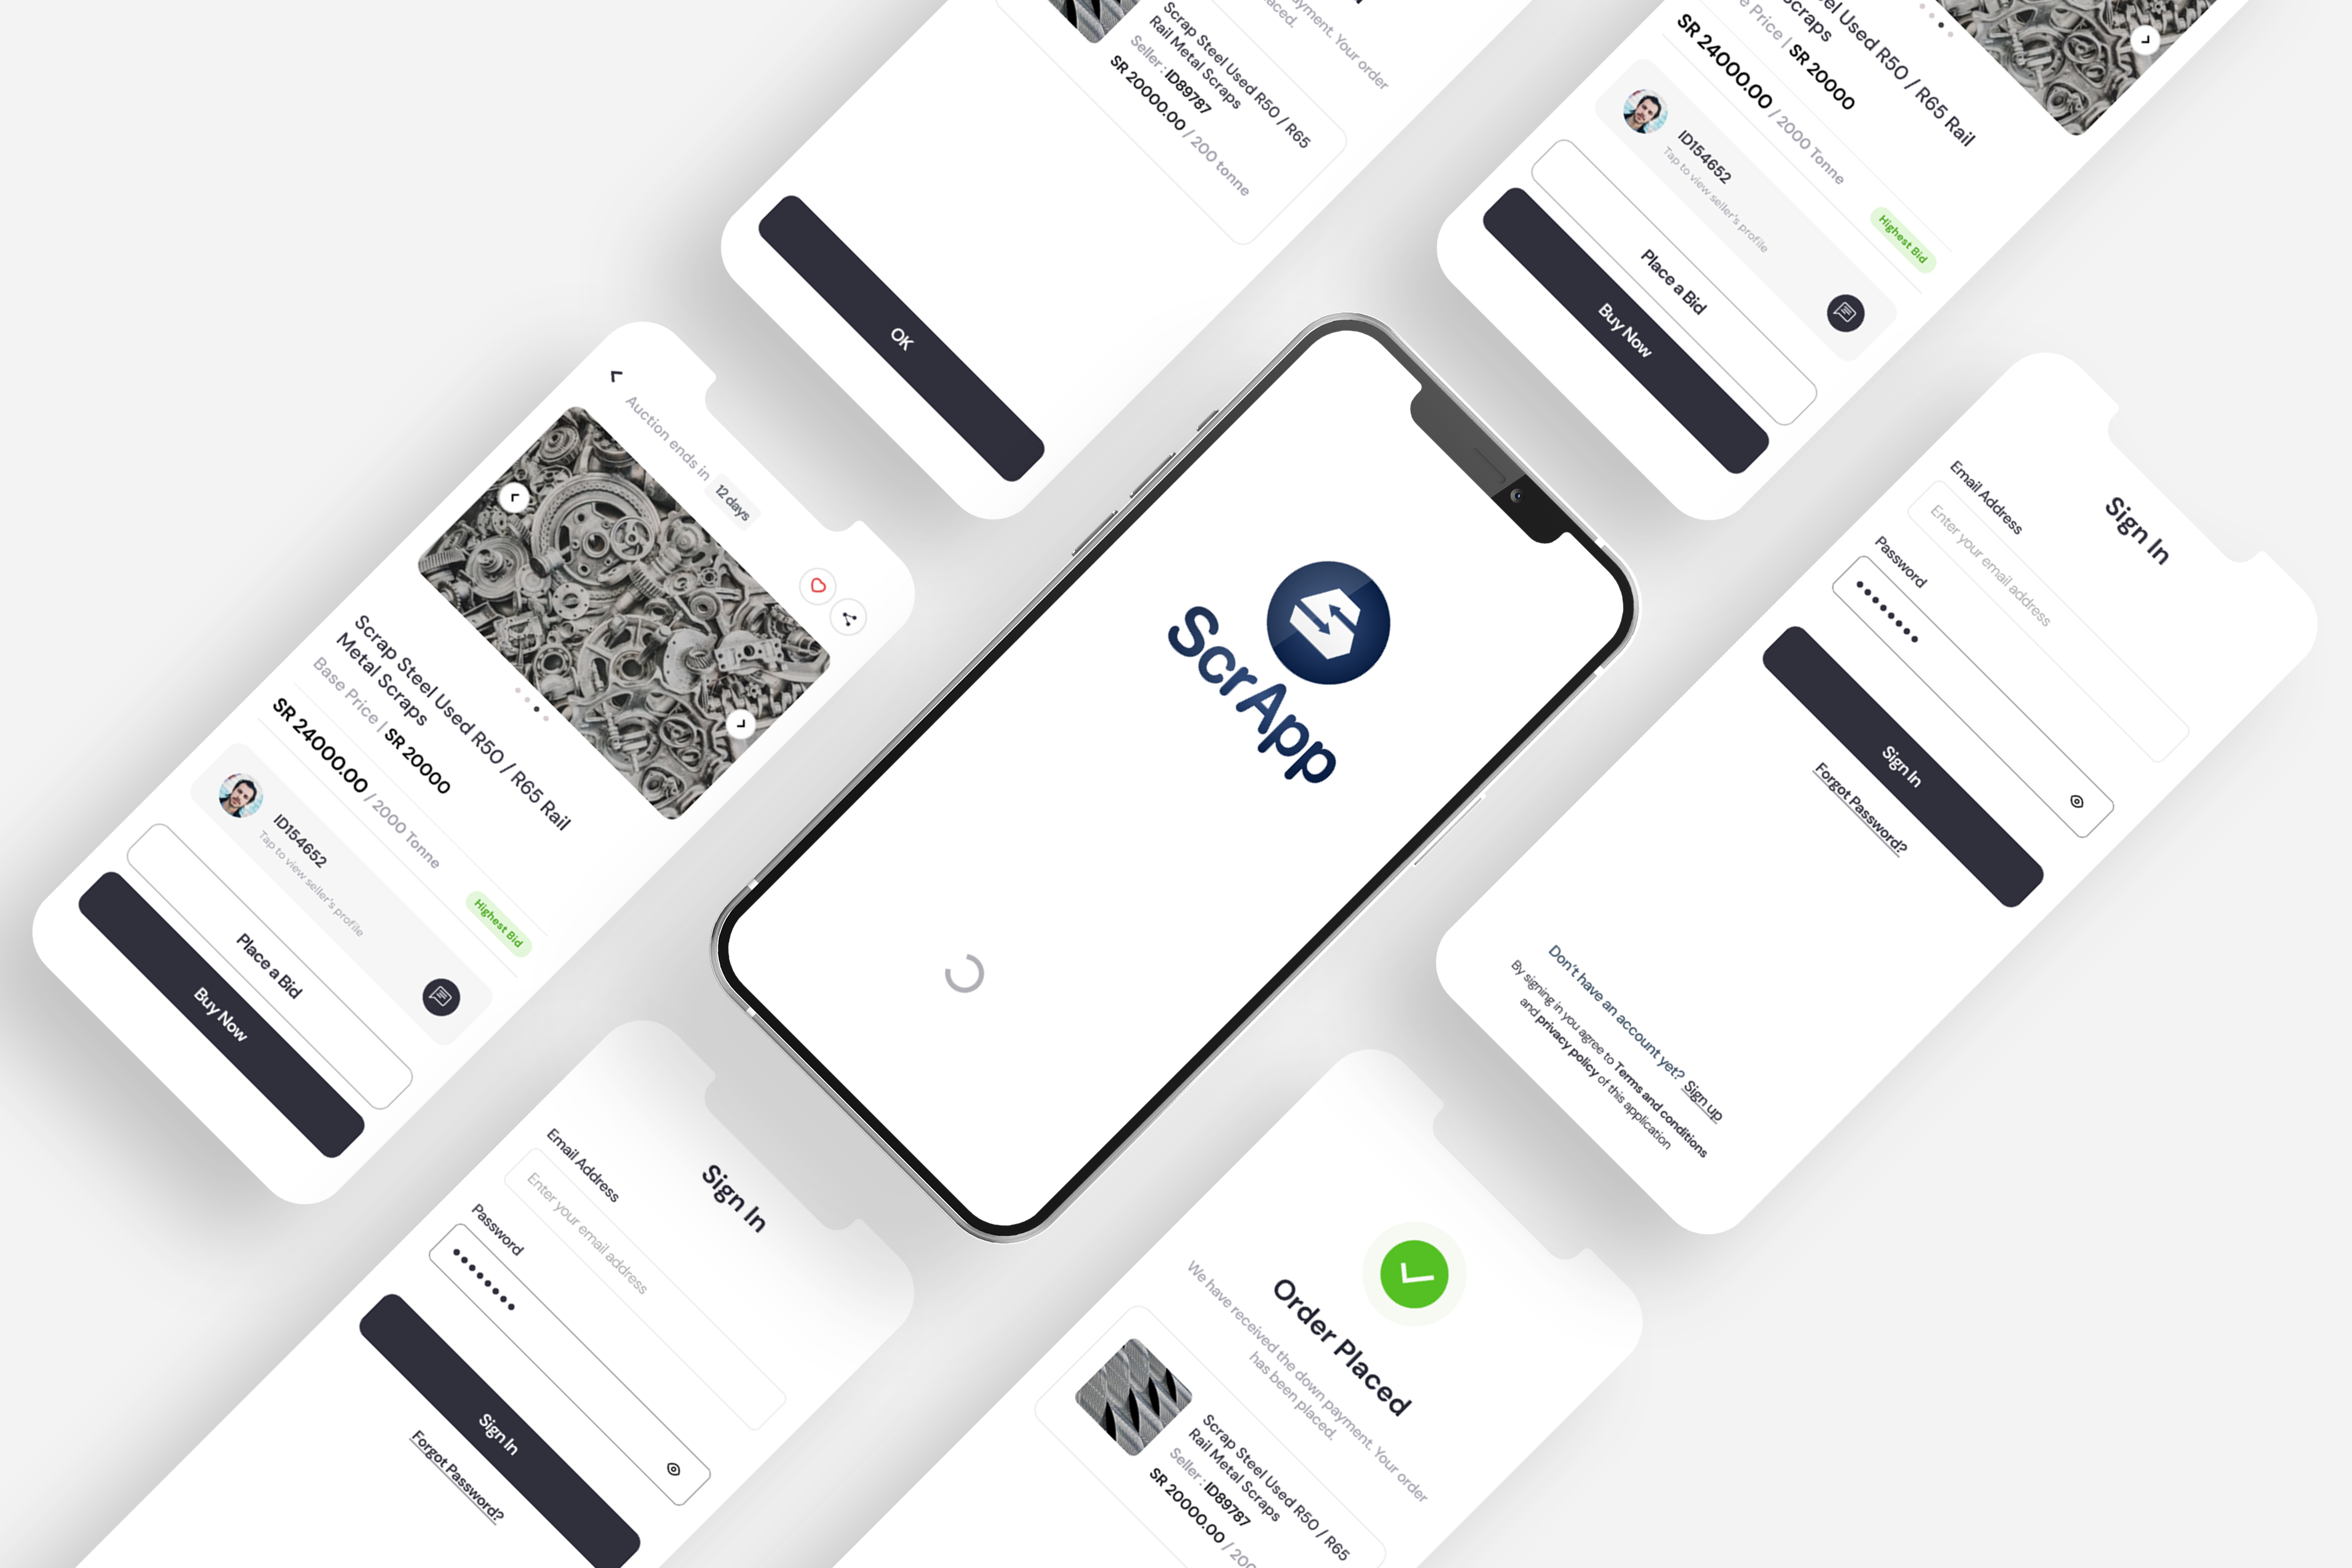 ayment. Your order
aced.
Scrap Steel Used R50 / R65
Rail Metal Scraps
Seller : ID89787
SR 20000.00 / 200 tonne
OK
el Used R50 / R65 Rail
Scraps
e Price | SR 20000
SR 24000.00 / 2000 Tonne
Highest Bid
ID154652
Tap to view seller's profile
Place a Bid
Buy Now
Auction ends in 12 days
Scrap Steel Used R50 / R65 Rail
Metal Scraps
Base Price | SR 20000
SR 24000.00 / 2000 Tonne
Highest Bid
ID154652
Tap to view seller's profile
Place a Bid
Buy Now
ScrApp
Sign In
Email Address
Enter your email address
Password
Sign In
Forgot Password?
Don't have an account yet? Sign up
By signing in you agree to Terms and conditions
and privacy policy of this application
Sign In
Email Address
Enter your email address
Password
Sign In
Forgot Password?
Order Placed
We have received the down payment. Your order
has been placed.
Scrap Steel Used R50 / R65
Rail Metal Scraps
Seller : ID89787
SR 20000.00 / 200